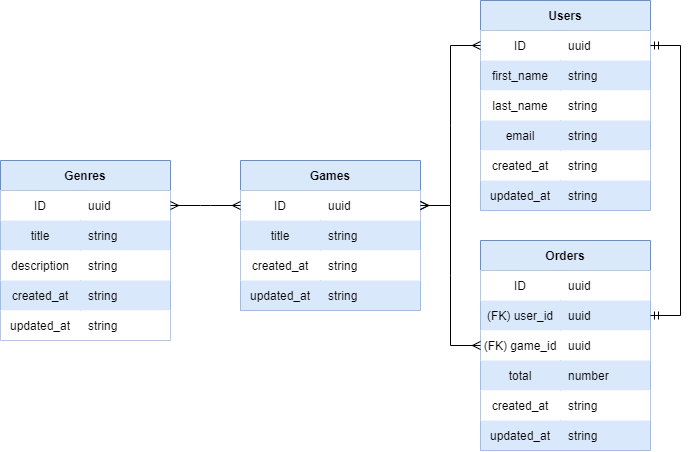 Genres
ID uuid
title string
description string
created_at string
updated_at string
Games
ID uuid
title string
created_at string
updated_at string
Users
ID uuid
first_name string
last_name string
email string
created_at string
updated_at string
Orders
ID uuid
(FK) user_id uuid
(FK) game_id uuid
total number
created_at string
updated_at string